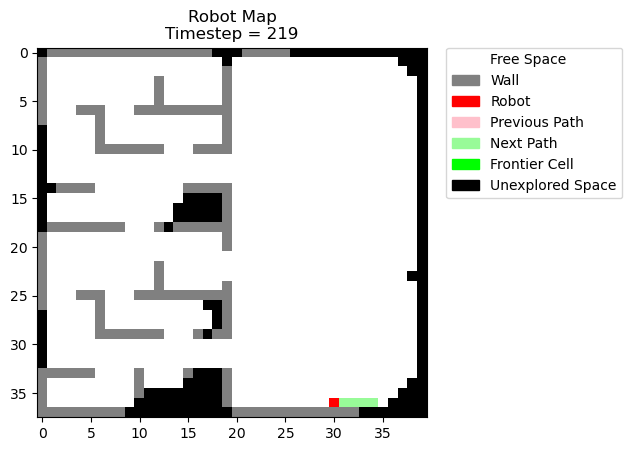 Robot Map
Timestep = 219
0
5
10
15
20
25
30
35
0
5
10
15
20
25
30
35
Free Space
Wall
Robot
Previous Path
Next Path
Frontier Cell
Unexplored Space